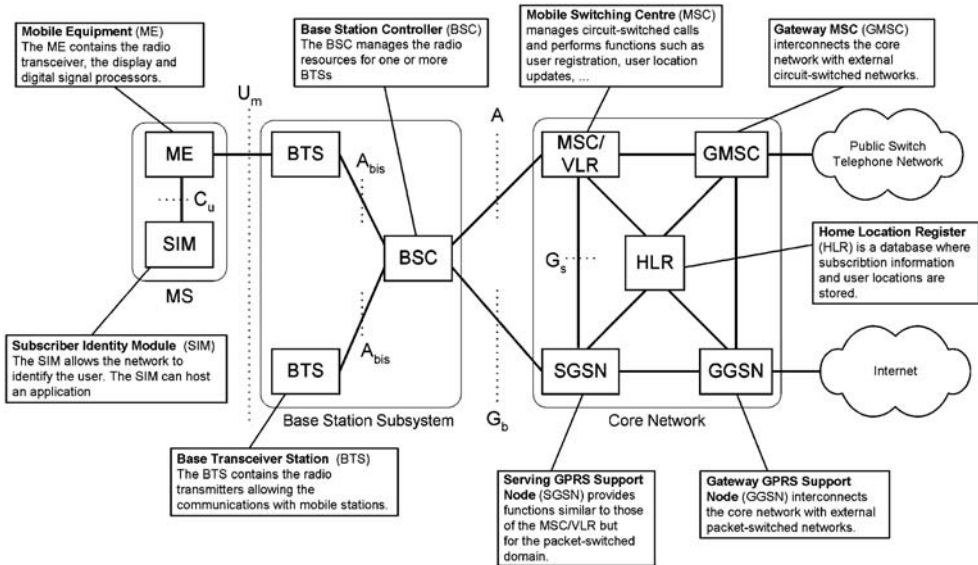 Mobile Equipment (ME)
The ME contains the radio
transceiver, the display and
digital signal processors.
Base Station Controller (BSC)
The BSC manages the radio
resources for one or more
BTSs
Mobile Switching Centre (MSC)
manages circuit-switched calls
and performs functions such as
user registration, user location
updates, ...
Gateway MSC (GMSC)
interconnects the core
network with external
circuit-switched networks.
Um
A
ME
BTS
Abis
MSC/
VLR
GMSC
Public Switch
Telephone Network
Cu
SIM
MS
BSC
Gs
HLR
Home Location Register
(HLR) is a database where
subscribtion information
and user locations are
stored.
Subscriber Identity Module (SIM)
The SIM allows the network to
identify the user. The SIM can host
an application
Abis
BTS
SGSN
GGSN
Internet
Base Station Subsystem
Gb
Core Network
Base Transceiver Station (BTS)
The BTS contains the radio
transmitters allowing the
communications with mobile stations.
Serving GPRS Support
Node (SGSN) provides
functions similar to those
of the MSC/VLR but
for the packet-switched
domain.
Gateway GPRS Support
Node (GGSN) interconnects
the core network with external
packet-switched networks.